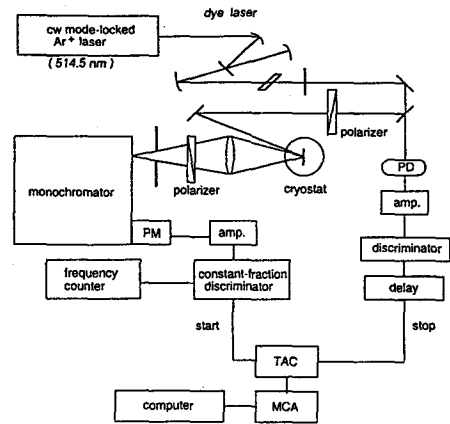 dye laser
cw mode-locked
Ar+ laser
(514.5 nm)
polarizer
monochromator
polarizer
cryostat
PD
amp.
PM
amp.
discriminator
frequency
counter
constant-fraction
discriminator
delay
start
stop
TAC
computer
MCA